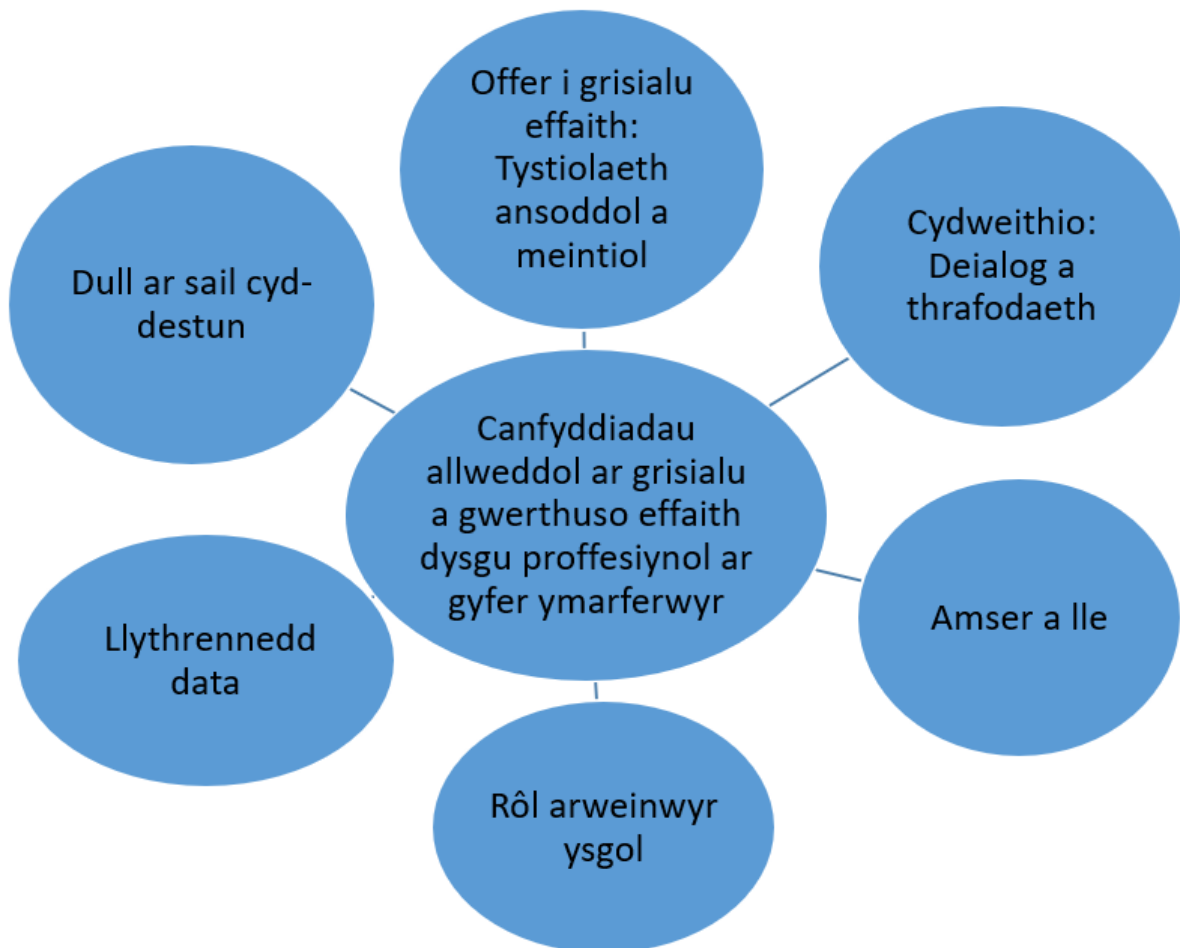 Offer i grisialu
effaith:
Tystiolaeth
ansoddol a
meintiol
Cydweithio:
Deialog a
thrafodaeth
Amser a lle
Rôl arweinwyr
ysgol
Llythrennedd
data
Dull ar sail cyd-
destun
Canfyddiadau
allweddol ar grisialu
a gwerthuso effaith
dysgu proffesiynol ar
gyfer ymarferwyr